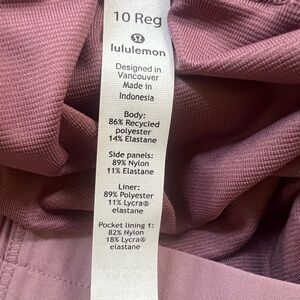 10 Reg
lululemon
Designed in
Vancouver
Made in
Indonesia
Body:
86% Recycled
polyester
14% Elastane
Side panels:
89% Nylon
11% Elastane
Liner:
89% Polyester
11% Lycra®
elastane
Pocket lining 1:
82% Nylon
18% Lycra®
elastane